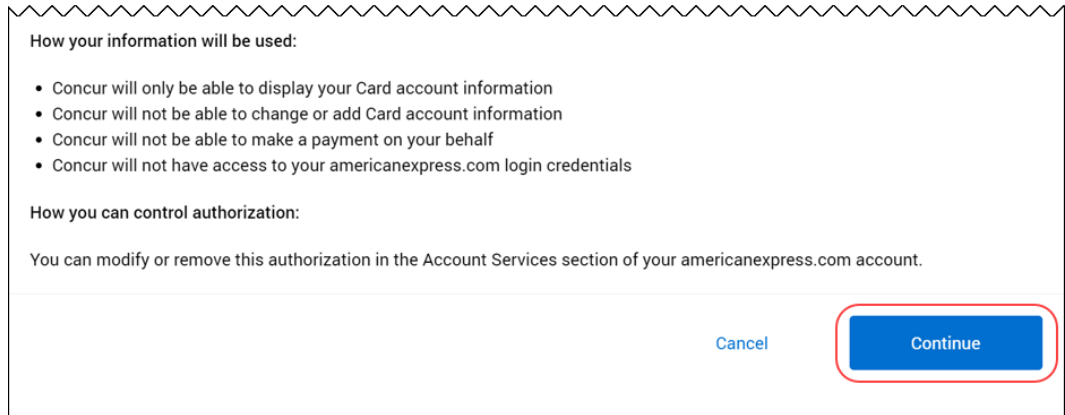 How your information will be used:
• Concur will only be able to display your Card account information
• Concur will not be able to change or add Card account information
• Concur will not be able to make a payment on your behalf
• Concur will not have access to your americanexpress.com login credentials
How you can control authorization:
You can modify or remove this authorization in the Account Services section of your americanexpress.com account.
Cancel Continue